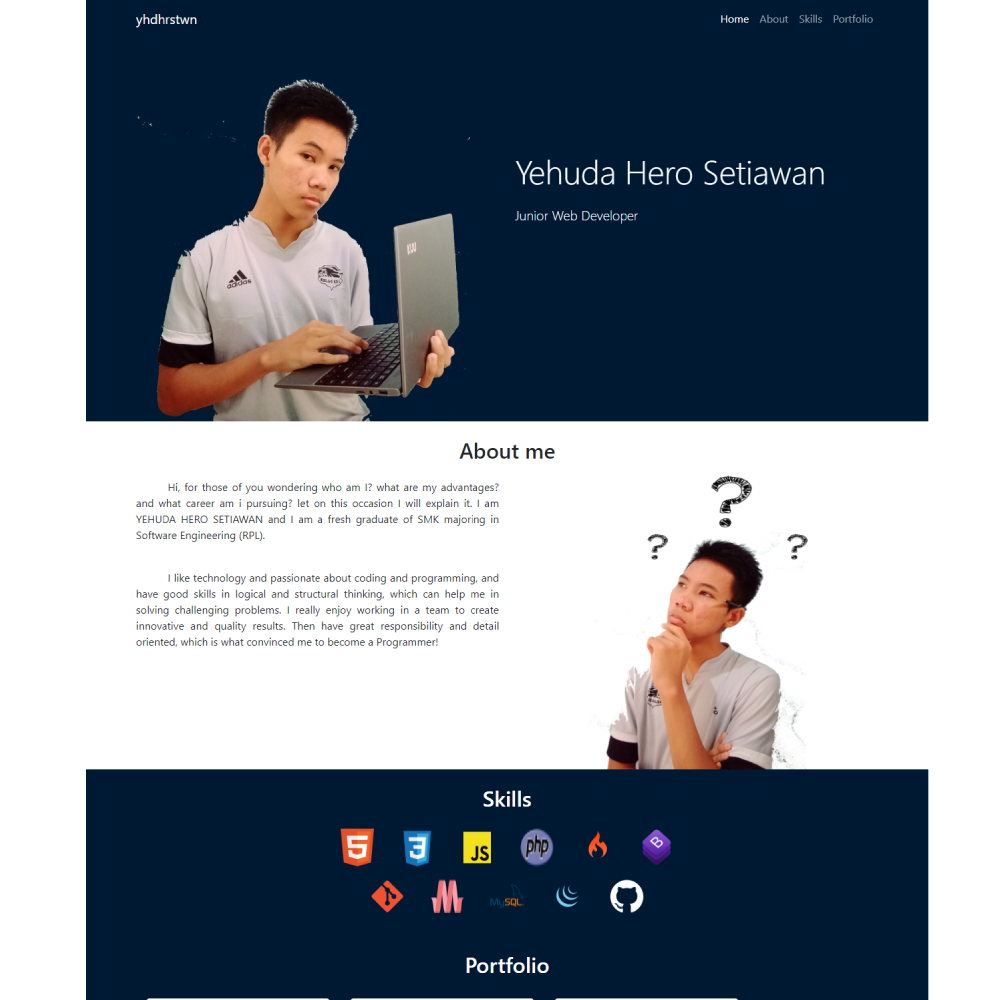 yhdhrstwn
Home About Skills Portfolio
Yehuda Hero Setiawan
Junior Web Developer
adidas
About me
Hi, for those of you wondering who am I? what are my advantages?
and what career am i pursuing? let on this occasion I will explain it. I am
YEHUDA HERO SETIAWAN and I am a fresh graduate of SMK majoring in
Software Engineering (RPL).
I like technology and passionate about coding and programming, and
have good skills in logical and structural thinking, which can help me in
solving challenging problems. I really enjoy working in a team to create
innovative and quality results. Then have great responsibility and detail
oriented, which is what convinced me to become a Programmer!
?
? ?
Skills
5 3 JS php B
M MySQL
Portfolio